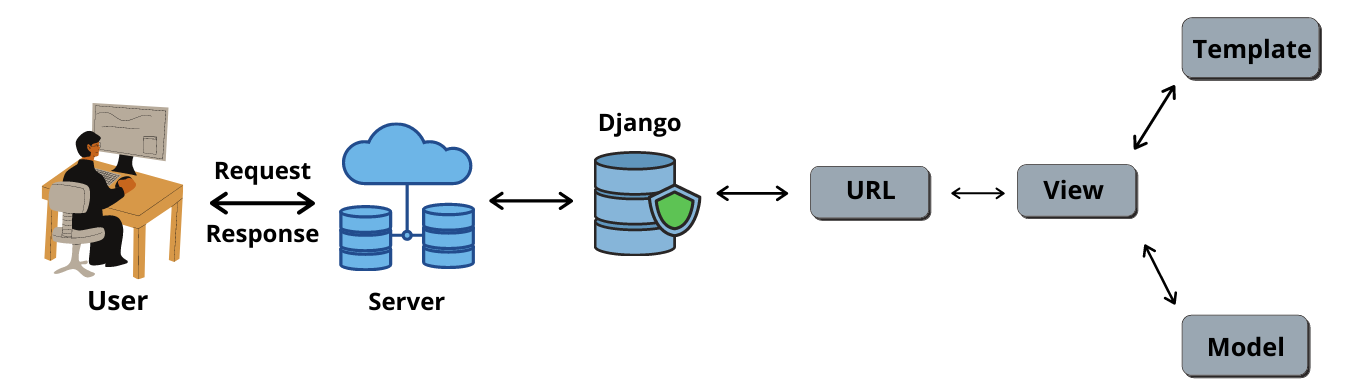 User
Request
Response
Server
Django
URL
View
Template
Model